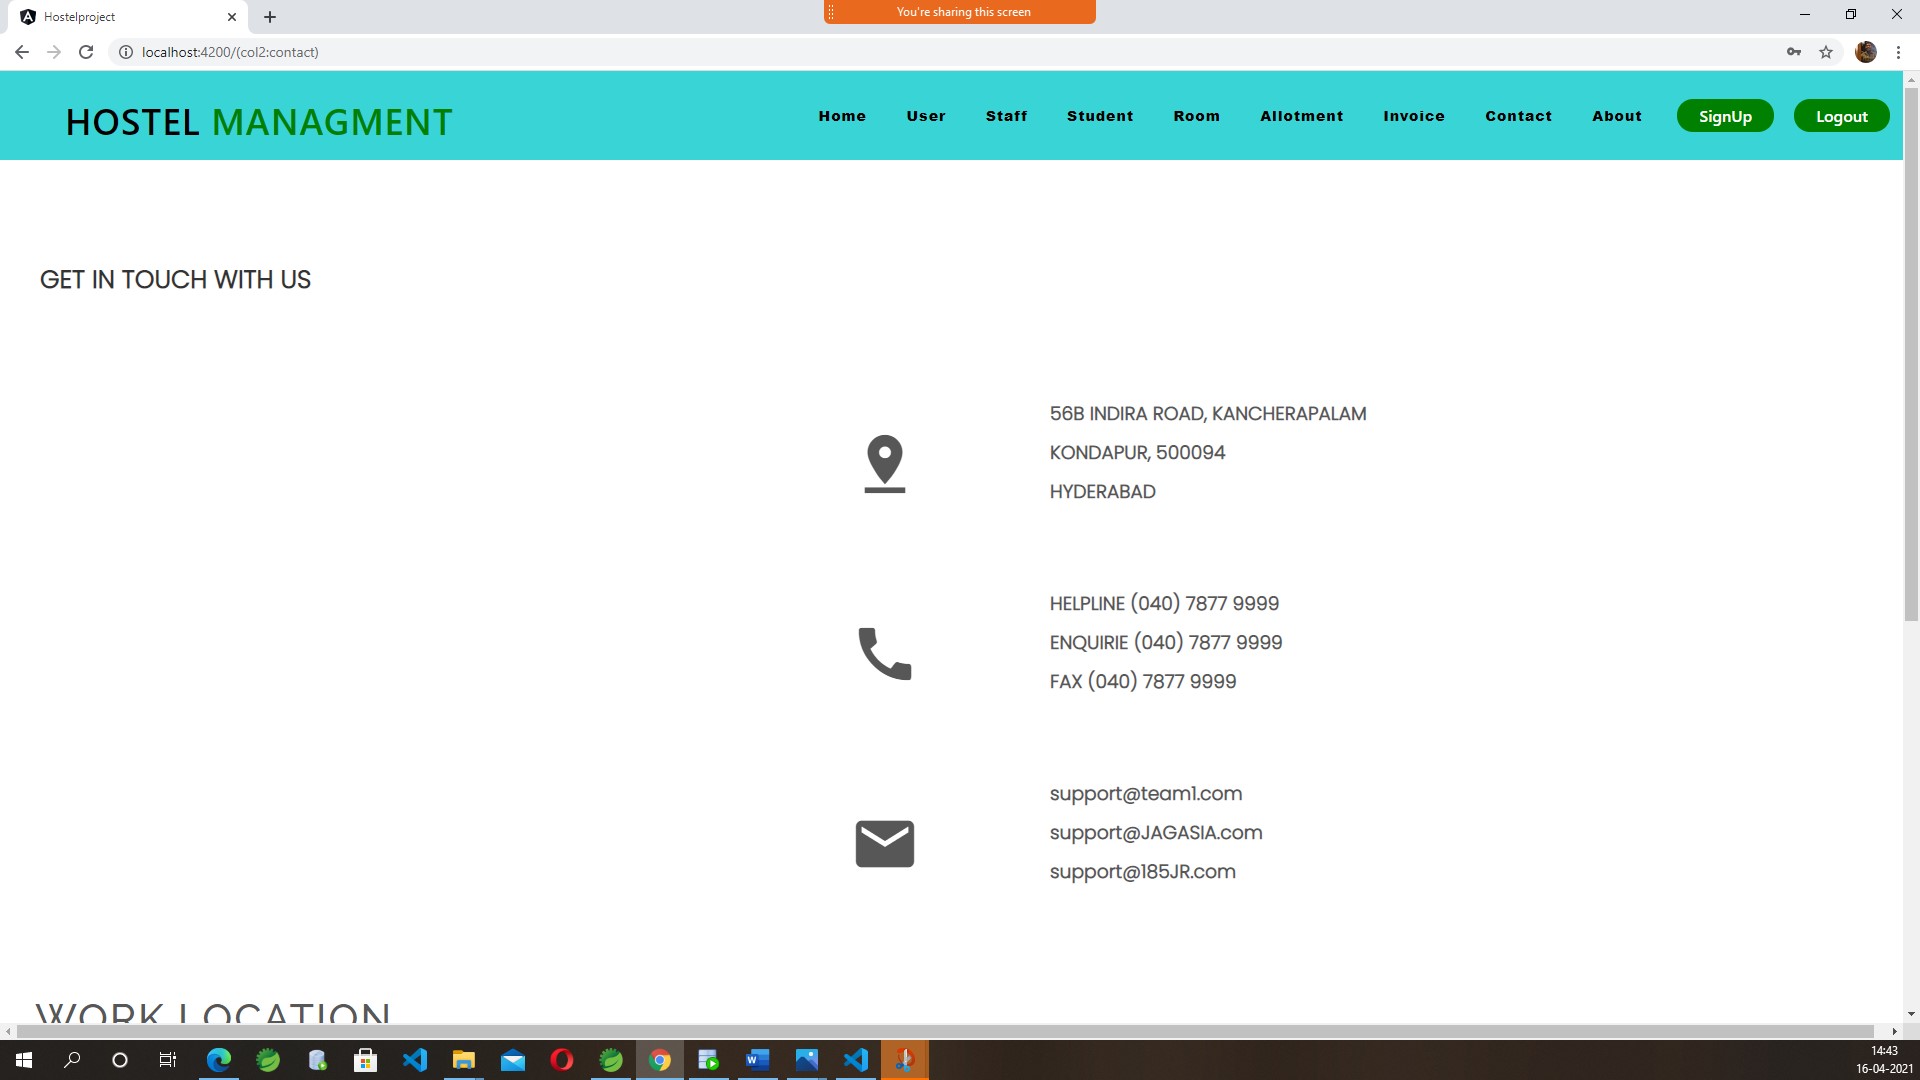 Hostelproject
You're sharing this screen
localhost:4200/(col2:contact)
HOSTEL MANAGMENT
Home User Staff Student Room Allotment Invoice Contact About SignUp Logout
GET IN TOUCH WITH US
56B INDIRA ROAD, KANCHERAPALAM
KONDAPUR, 500094
HYDERABAD
HELPLINE (040) 7877 9999
ENQUIRIE (040) 7877 9999
FAX (040) 7877 9999
support@team1.com
support@JAGASIA.com
support@185JR.com
WORK LOCATION
14:43
16-04-2021